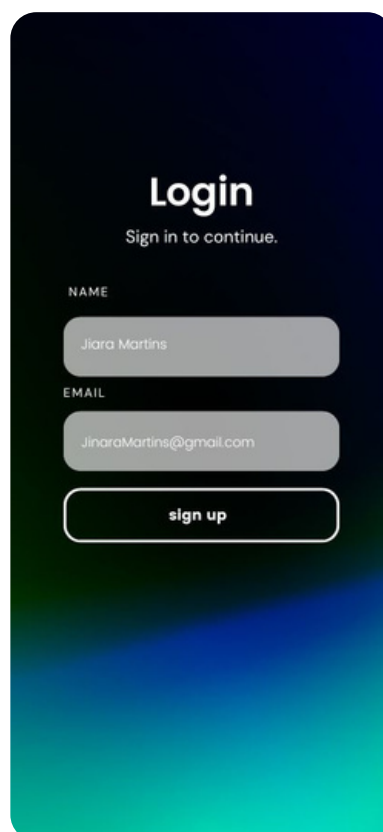 Login
Sign in to continue.
NAME
Jiara Martins
EMAIL
JinaraMartins@gmail.com
sign up